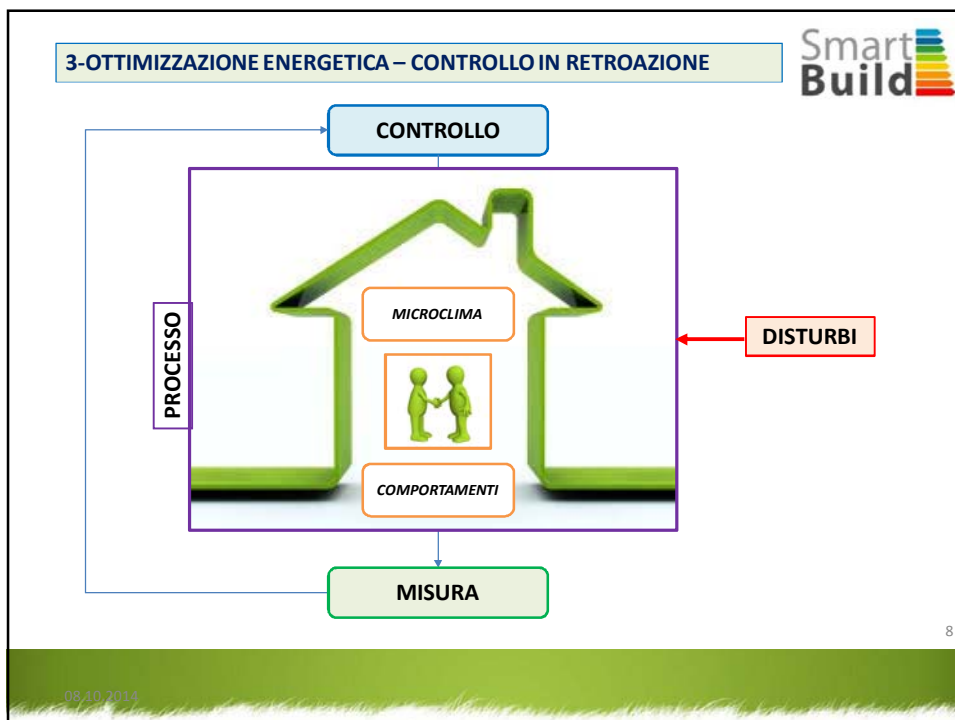 3-OTTIMIZZAZIONE ENERGETICA – CONTROLLO IN RETROAZIONE
Smart
Build
CONTROLLO
PROCESSO
MICROCLIMA
DISTURBI
COMPORTAMENTI
MISURA
8
08.10.2014